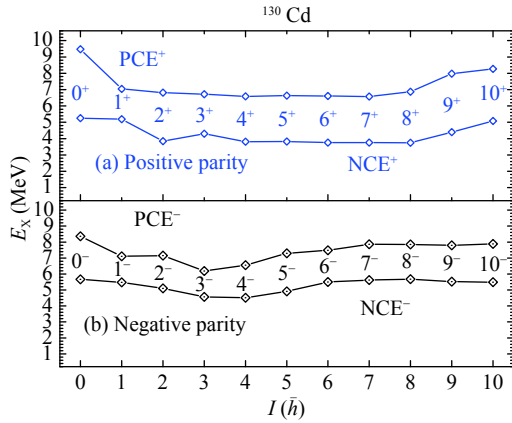 ¹³⁰ Cd
10
9
8
7
6
5
4
3
2
1
PCE⁺
0⁺ 1⁺ 2⁺ 3⁺ 4⁺ 5⁺ 6⁺ 7⁺ 8⁺ 9⁺ 10⁺
(a) Positive parity NCE⁺
Eₓ (MeV)
10
9
8
7
6
5
4
3
2
1
PCE⁻
0⁻ 1⁻ 2⁻ 3⁻ 4⁻ 5⁻ 6⁻ 7⁻ 8⁻ 9⁻ 10⁻
NCE⁻
(b) Negative parity
0 1 2 3 4 5 6 7 8 9 10
I (ħ)